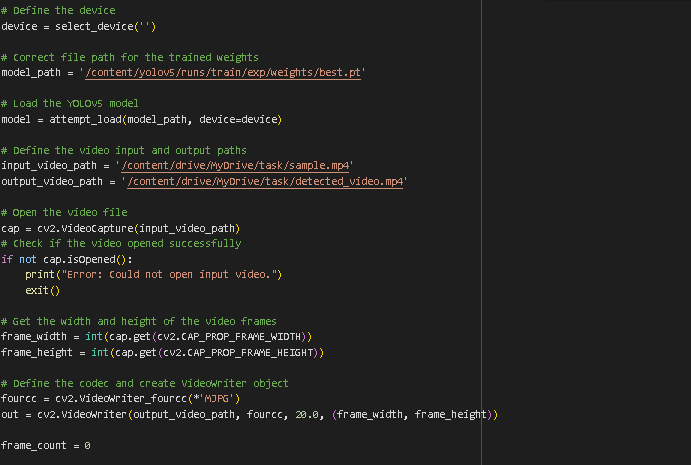 # Define the device
device = select_device('')
# Correct file path for the trained weights
model_path = '/content/yolov5/runs/train/exp/weights/best.pt'
# Load the YOLOv5 model
model = attempt_load(model_path, device=device)
# Define the video input and output paths
input_video_path = '/content/drive/MyDrive/task/sample.mp4'
output_video_path = '/content/drive/MyDrive/task/detected_video.mp4'
# Open the video file
cap = cv2.VideoCapture(input_video_path)
# Check if the video opened successfully
if not cap.isOpened():
    print("Error: Could not open input video.")
    exit()
# Get the width and height of the video frames
frame_width = int(cap.get(cv2.CAP_PROP_FRAME_WIDTH))
frame_height = int(cap.get(cv2.CAP_PROP_FRAME_HEIGHT))
# Define the codec and create VideoWriter object
fourcc = cv2.VideoWriter_fourcc(*'MJPG')
out = cv2.VideoWriter(output_video_path, fourcc, 20.0, (frame_width, frame_height))
frame_count = 0